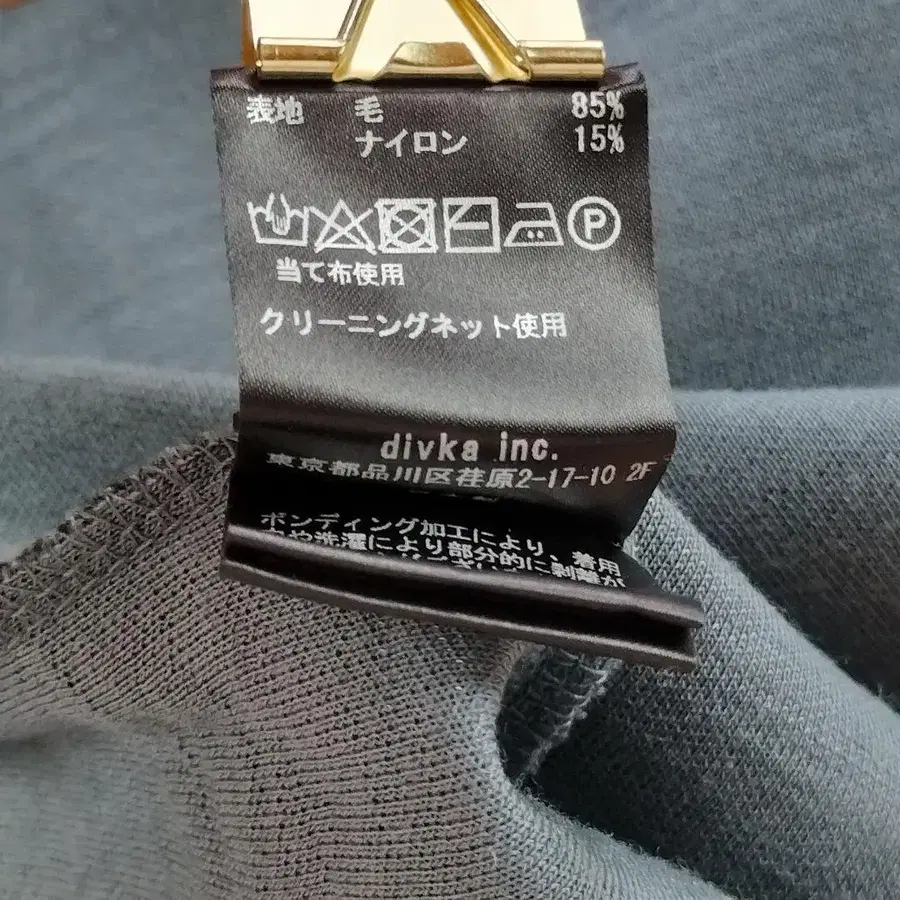 表地 毛 85%
ナイロン 15%
P
当て布使用
クリーニングネット使用
divka inc.
東京都品川区荏原2-17-10 2F
ボンディング加工により、着用
や洗濯により部分的に剥離が